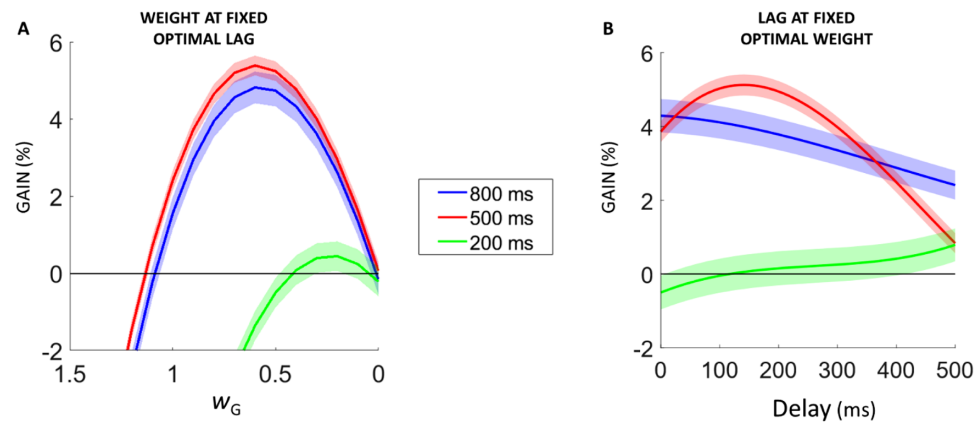 A
WEIGHT AT FIXED
OPTIMAL LAG
GAIN (%)
6
4
2
0
-2
1.5
1
0.5
0
wG
800 ms
500 ms
200 ms
B
LAG AT FIXED
OPTIMAL WEIGHT
GAIN (%)
6
4
2
0
-2
0
100
200
300
400
500
Delay (ms)